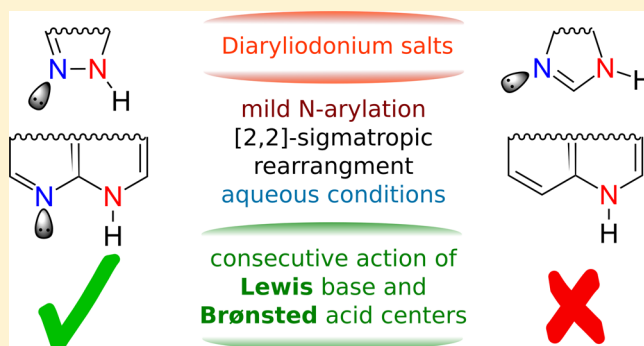 N N
H
N N
H
Diaryliodonium salts
mild N-arylation
[2,2]-sigmatropic
rearrangment
aqueous conditions
consecutive action of
Lewis base and
Brønsted acid centers
N N H
N
H